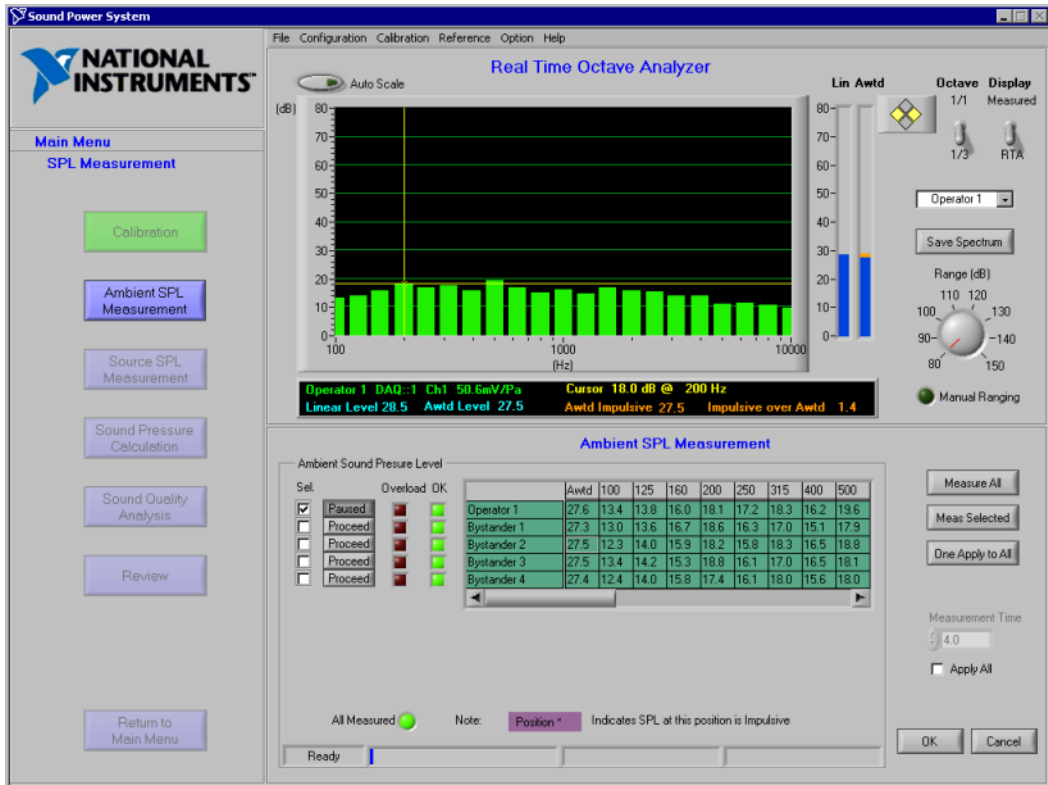 Sound Power System
NATIONAL
INSTRUMENTS™
Main Menu
SPL Measurement
Calibration
Ambient SPL
Measurement
Source SPL
Measurement
Sound Pressure
Calculation
Sound Quality
Analysis
Review
Return to
Main Menu
File Configuration Calibration Reference Option Help
Real Time Octave Analyzer
Auto Scale
(dB)
80
70
60
50
40
30
20
10
0
100 1000 10000
(Hz)
Lin Awtd
80
70
60
50
40
30
20
10
0
Octave Display
1/1 Measured
1/3 RTA
Operator 1
Save Spectrum
Range (dB)
110 120
100 130
90 140
80 150
Manual Ranging
Operator 1 DAQ::1 Ch1 50.6mV/Pa Cursor 18.0 dB @ 200 Hz
Linear Level 28.5 Awtd Level 27.5 Awtd Impulsive 27.5 Impulsive over Awtd 1.4
Ambient SPL Measurement
Ambient Sound Presure Level
Sel. Overload OK
Awtd 100 125 160 200 250 315 400 500
Paused Operator 1 27.6 13.4 13.8 16.0 18.1 17.2 18.3 16.2 19.6
Proceed Bystander 1 27.3 13.0 13.6 16.7 18.6 16.3 17.0 15.1 17.9
Proceed Bystander 2 27.5 12.3 14.0 15.9 18.2 15.8 18.3 16.5 18.8
Proceed Bystander 3 27.5 13.4 14.2 15.3 18.8 16.1 17.0 16.5 18.1
Proceed Bystander 4 27.4 12.4 14.0 15.8 17.4 16.1 18.0 15.6 18.0
Measure All
Meas Selected
One Apply to All
Measurement Time
4.0
Apply All
All Measured Note: Position * Indicates SPL at this position is Impulsive
Ready
OK Cancel